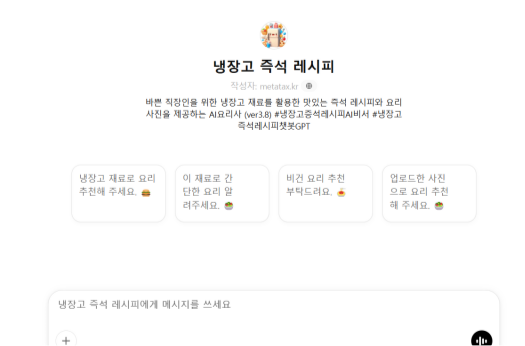 냉장고 즉석 레시피
작성자: metatax.kr
바쁜 직장인을 위한 냉장고 재료를 활용한 맛있는 즉석 레시피와 요리
사진을 제공하는 AI요리사 (ver3.8) #냉장고증석레시피AI비서 #냉장고
즉석레시피챗봇GPT
냉장고 재료로 요리
추천해 주세요. 🍔
이 재료로 간
단한 요리 알
려주세요. 🥗
비건 요리 추천
부탁드려요. 🍝
업로드한 사진
으로 요리 추천
해 주세요. 🥗
냉장고 즉석 레시피에게 메시지를 쓰세요